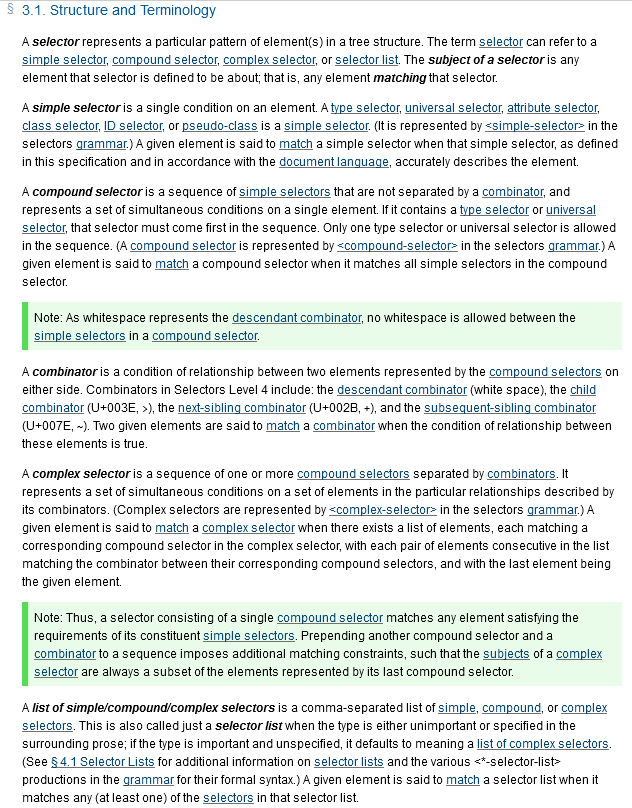 § 3.1. Structure and Terminology
A selector represents a particular pattern of element(s) in a tree structure. The term selector can refer to a
simple selector, compound selector, complex selector, or selector list. The subject of a selector is any
element that selector is defined to be about; that is, any element matching that selector.
A simple selector is a single condition on an element. A type selector, universal selector, attribute selector,
class selector, ID selector, or pseudo-class is a simple selector. (It is represented by <simple-selector> in the
selectors grammar.) A given element is said to match a simple selector when that simple selector, as defined
in this specification and in accordance with the document language, accurately describes the element.
A compound selector is a sequence of simple selectors that are not separated by a combinator, and
represents a set of simultaneous conditions on a single element. If it contains a type selector or universal
selector, that selector must come first in the sequence. Only one type selector or universal selector is allowed
in the sequence. (A compound selector is represented by <compound-selector> in the selectors grammar.) A
given element is said to match a compound selector when it matches all simple selectors in the compound
selector.
Note: As whitespace represents the descendant combinator, no whitespace is allowed between the
simple selectors in a compound selector.
A combinator is a condition of relationship between two elements represented by the compound selectors on
either side. Combinators in Selectors Level 4 include: the descendant combinator (white space), the child
combinator (U+003E, >), the next-sibling combinator (U+002B, +), and the subsequent-sibling combinator
(U+007E, ~). Two given elements are said to match a combinator when the condition of relationship between
these elements is true.
A complex selector is a sequence of one or more compound selectors separated by combinators. It
represents a set of simultaneous conditions on a set of elements in the particular relationships described by
its combinators. (Complex selectors are represented by <complex-selector> in the selectors grammar.) A
given element is said to match a complex selector when there exists a list of elements, each matching a
corresponding compound selector in the complex selector, with each pair of elements consecutive in the list
matching the combinator between their corresponding compound selectors, and with the last element being
the given element.
Note: Thus, a selector consisting of a single compound selector matches any element satisfying the
requirements of its constituent simple selectors. Prepending another compound selector and a
combinator to a sequence imposes additional matching constraints, such that the subjects of a complex
selector are always a subset of the elements represented by its last compound selector.
A list of simple/compound/complex selectors is a comma-separated list of simple, compound, or complex
selectors. This is also called just a selector list when the type is either unimportant or specified in the
surrounding prose; if the type is important and unspecified, it defaults to meaning a list of complex selectors.
(See § 4.1 Selector Lists for additional information on selector lists and the various <*-selector-list>
productions in the grammar for their formal syntax.) A given element is said to match a selector list when it
matches any (at least one) of the selectors in that selector list.